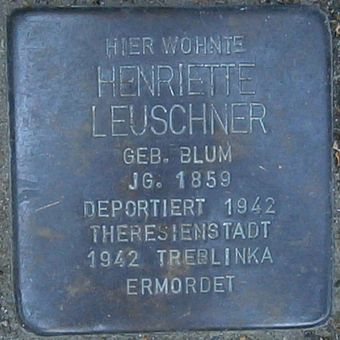 HIER WOHNTE
HENRIETTE
LEUSCHNER
GEB. BLUM
JG. 1859
DEPORTIERT 1942
THERESIENSTADT
1942 TREBLINKA
ERMORDET